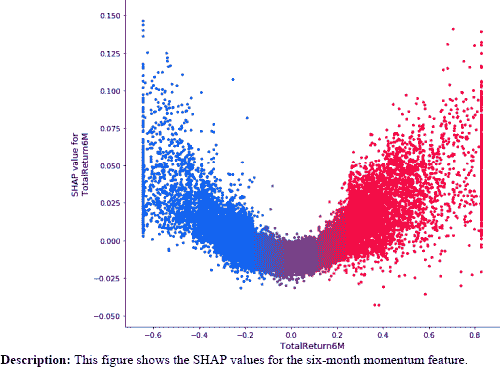 0.150
0.125
0.100
0.075
0.050
0.025
0.000
−0.025
−0.050
SHAP value for
TotalReturn6M
−0.6 −0.4 −0.2 0.0 0.2 0.4 0.6 0.8
TotalReturn6M
Description: This figure shows the SHAP values for the six-month momentum feature.